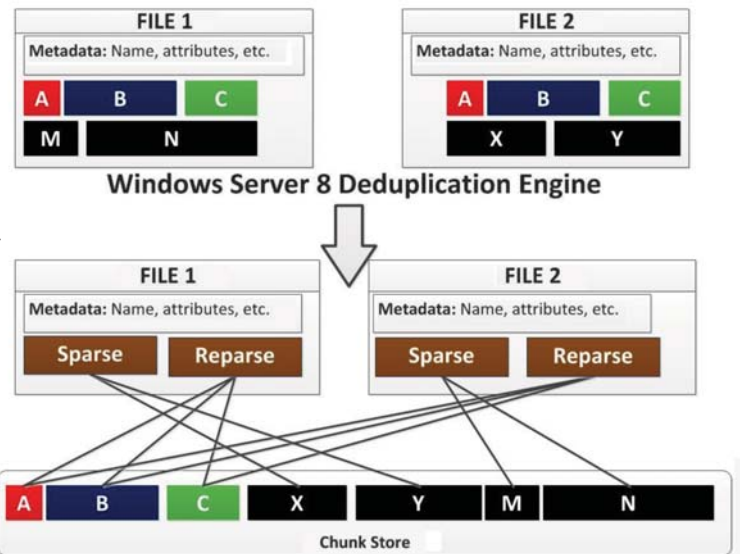 FILE 1
Metadata: Name, attributes, etc.
A B C
M N
FILE 2
Metadata: Name, attributes, etc.
A B C
X Y
Windows Server 8 Deduplication Engine
FILE 1
Metadata: Name, attributes, etc.
Sparse Reparse
FILE 2
Metadata: Name, attributes, etc.
Sparse Reparse
A B C X Y M N
Chunk Store